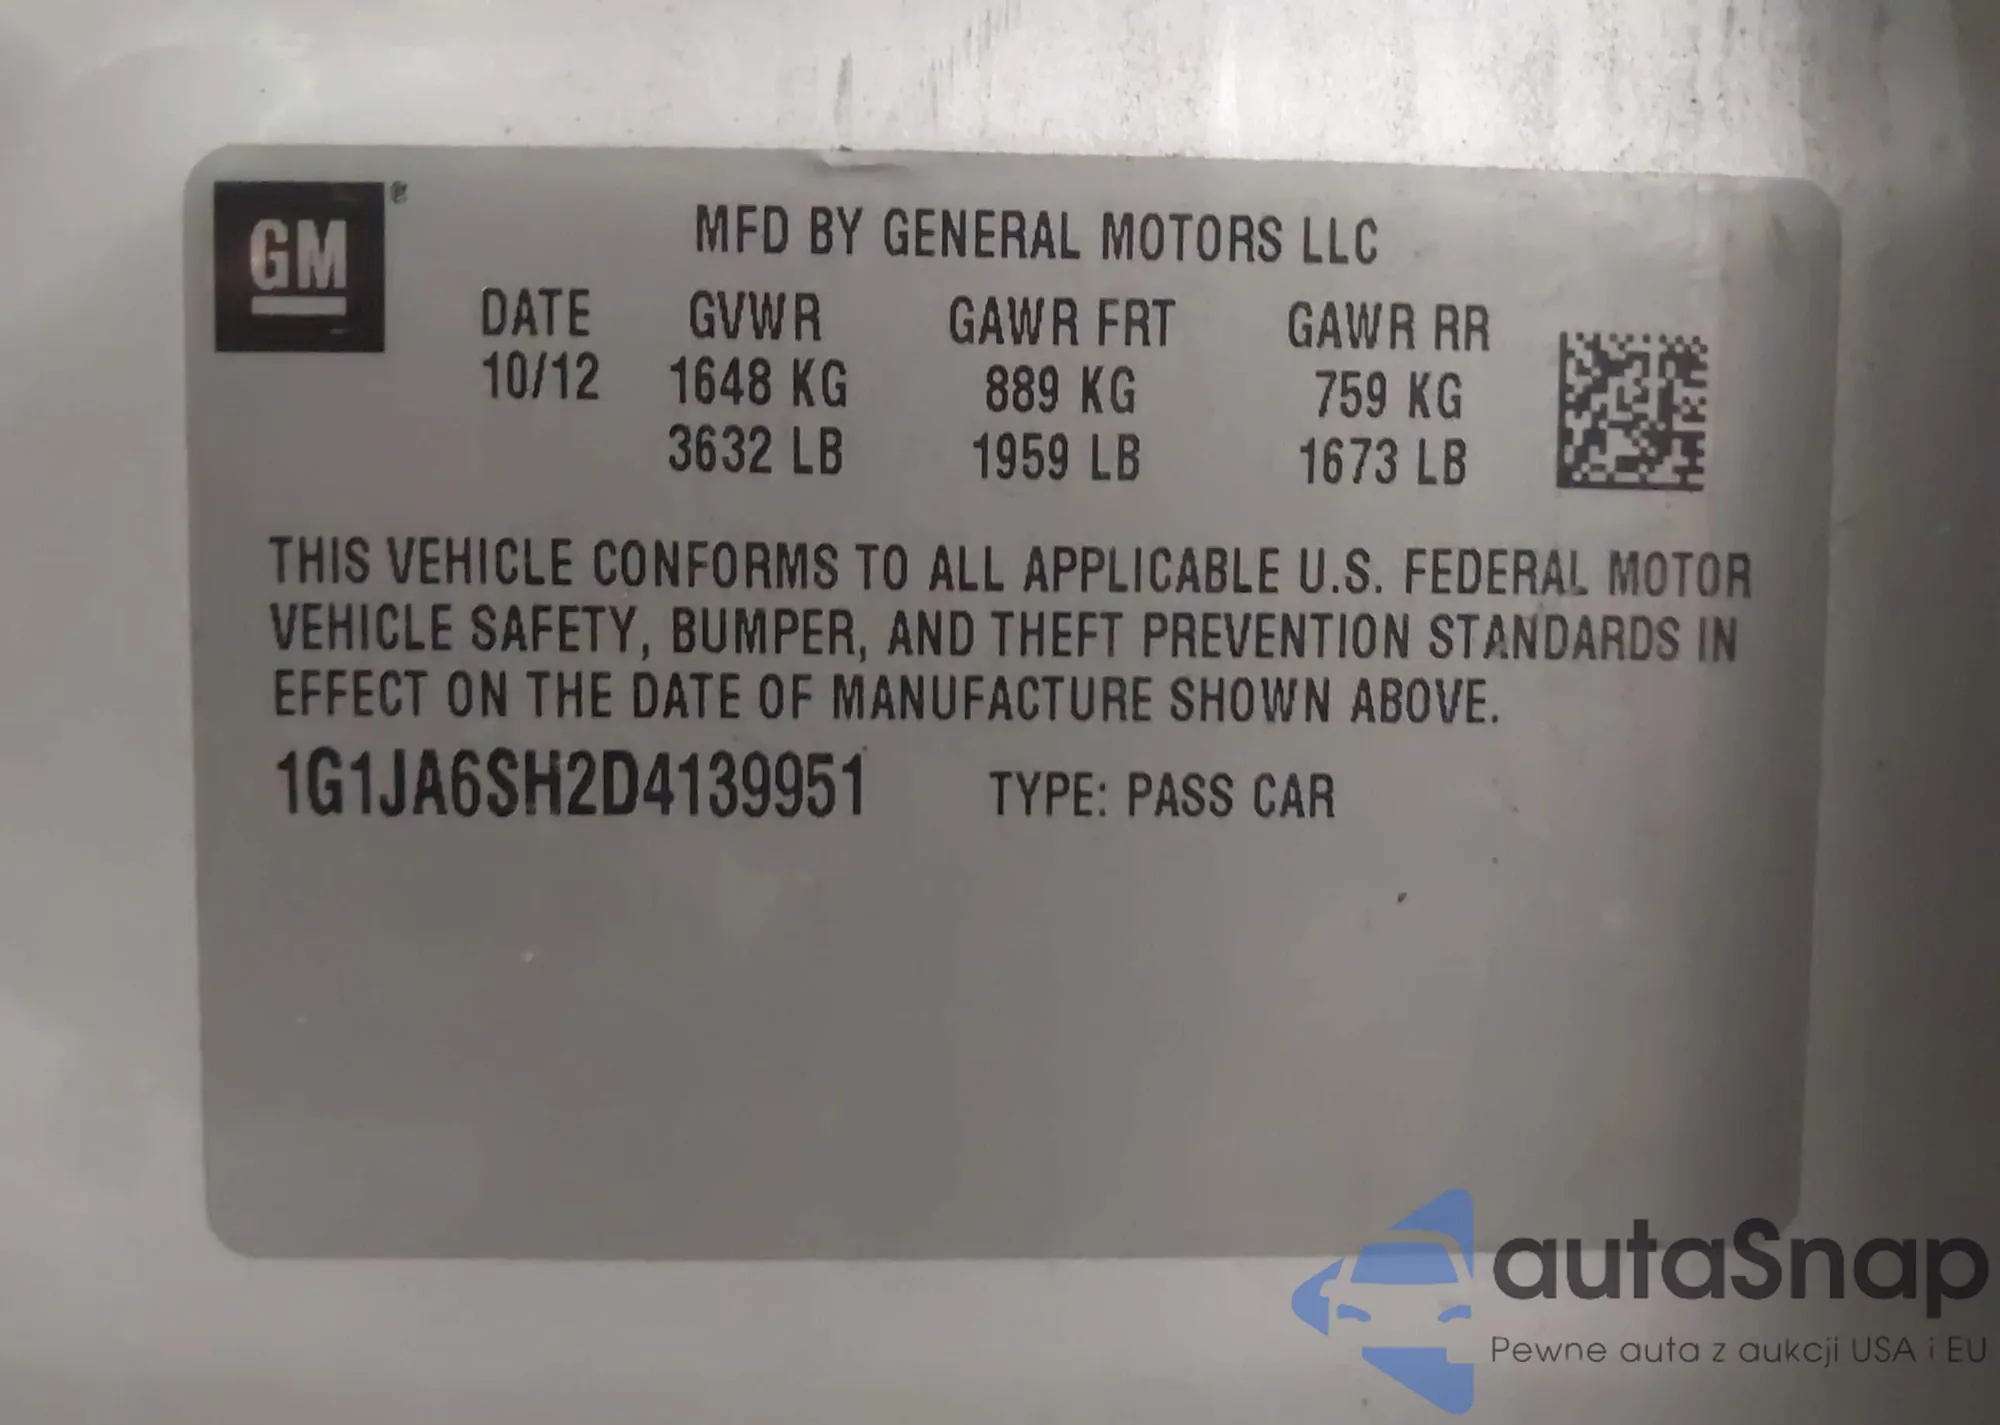 GM
MFD BY GENERAL MOTORS LLC
DATE GVWR GAWR FRT GAWR RR
10/12 1648 KG 889 KG 759 KG
3632 LB 1959 LB 1673 LB
THIS VEHICLE CONFORMS TO ALL APPLICABLE U.S. FEDERAL MOTOR
VEHICLE SAFETY, BUMPER, AND THEFT PREVENTION STANDARDS IN
EFFECT ON THE DATE OF MANUFACTURE SHOWN ABOVE.
1G1JA6SH2D4139951 TYPE: PASS CAR
autaSnap
Pewne auta z aukcji USA i EU